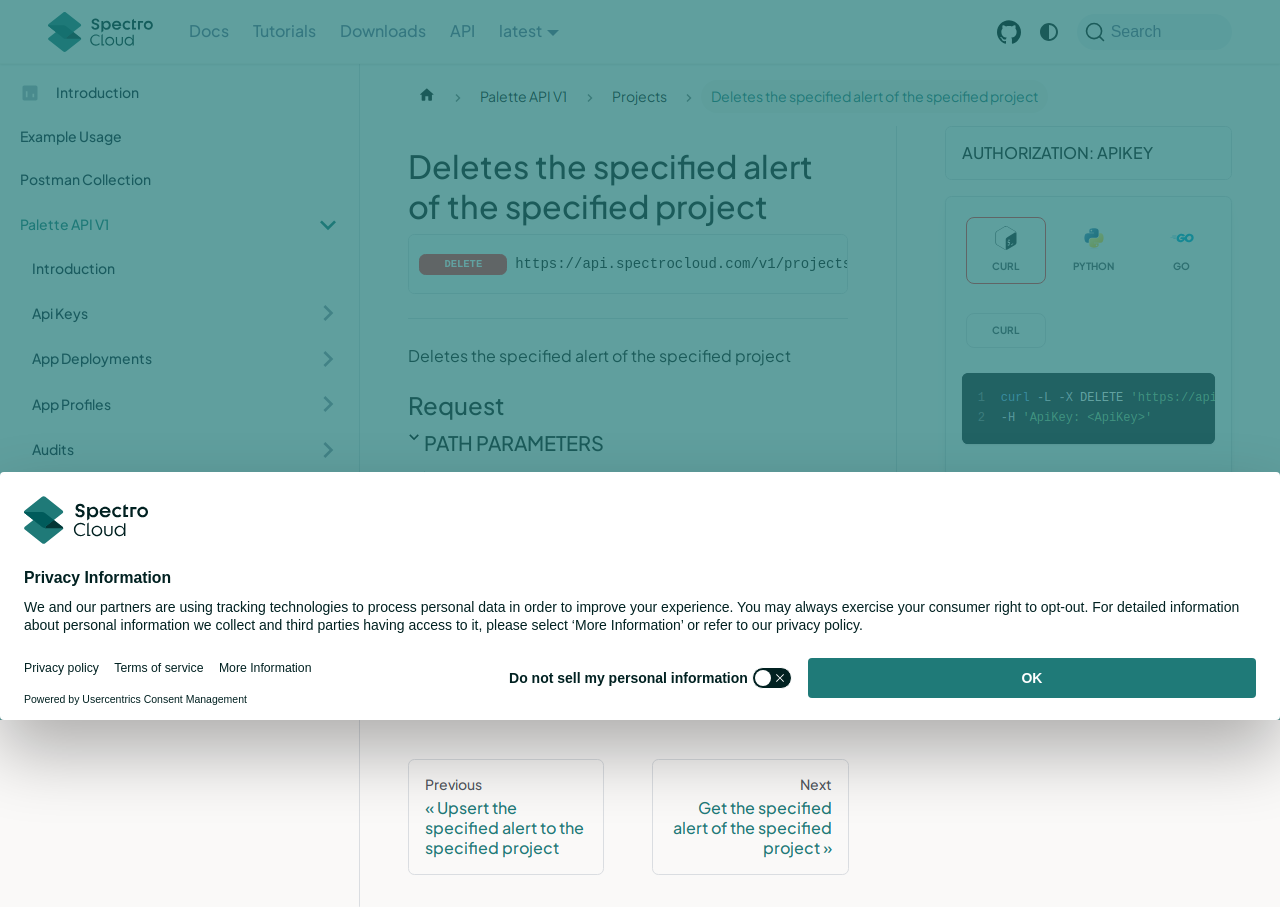 Spectro Cloud
Docs
Tutorials
Downloads
API
latest
Search
Introduction
Example Usage
Postman Collection
Palette API V1
Introduction
Api Keys
App Deployments
App Profiles
Audits
Palette API V1
Projects
Deletes the specified alert of the specified project
Deletes the specified alert
of the specified project
DELETE https://api.spectrocloud.com/v1/projects
Deletes the specified alert of the specified project
Request
PATH PARAMETERS
AUTHORIZATION: APIKEY
CURL
PYTHON
GO
CURL
1 curl -L -X DELETE 'https://api
2 -H 'ApiKey: <ApiKey>'
Spectro
Cloud
Privacy Information
We and our partners are using tracking technologies to process personal data in order to improve your experience. You may always exercise your consumer right to opt-out. For detailed information
about personal information we collect and third parties having access to it, please select ‘More Information’ or refer to our privacy policy.
Privacy policy
Terms of service
More Information
Powered by Usercentrics Consent Management
Do not sell my personal information
OK
Previous
« Upsert the
specified alert to the
specified project
Next
Get the specified
alert of the specified
project »